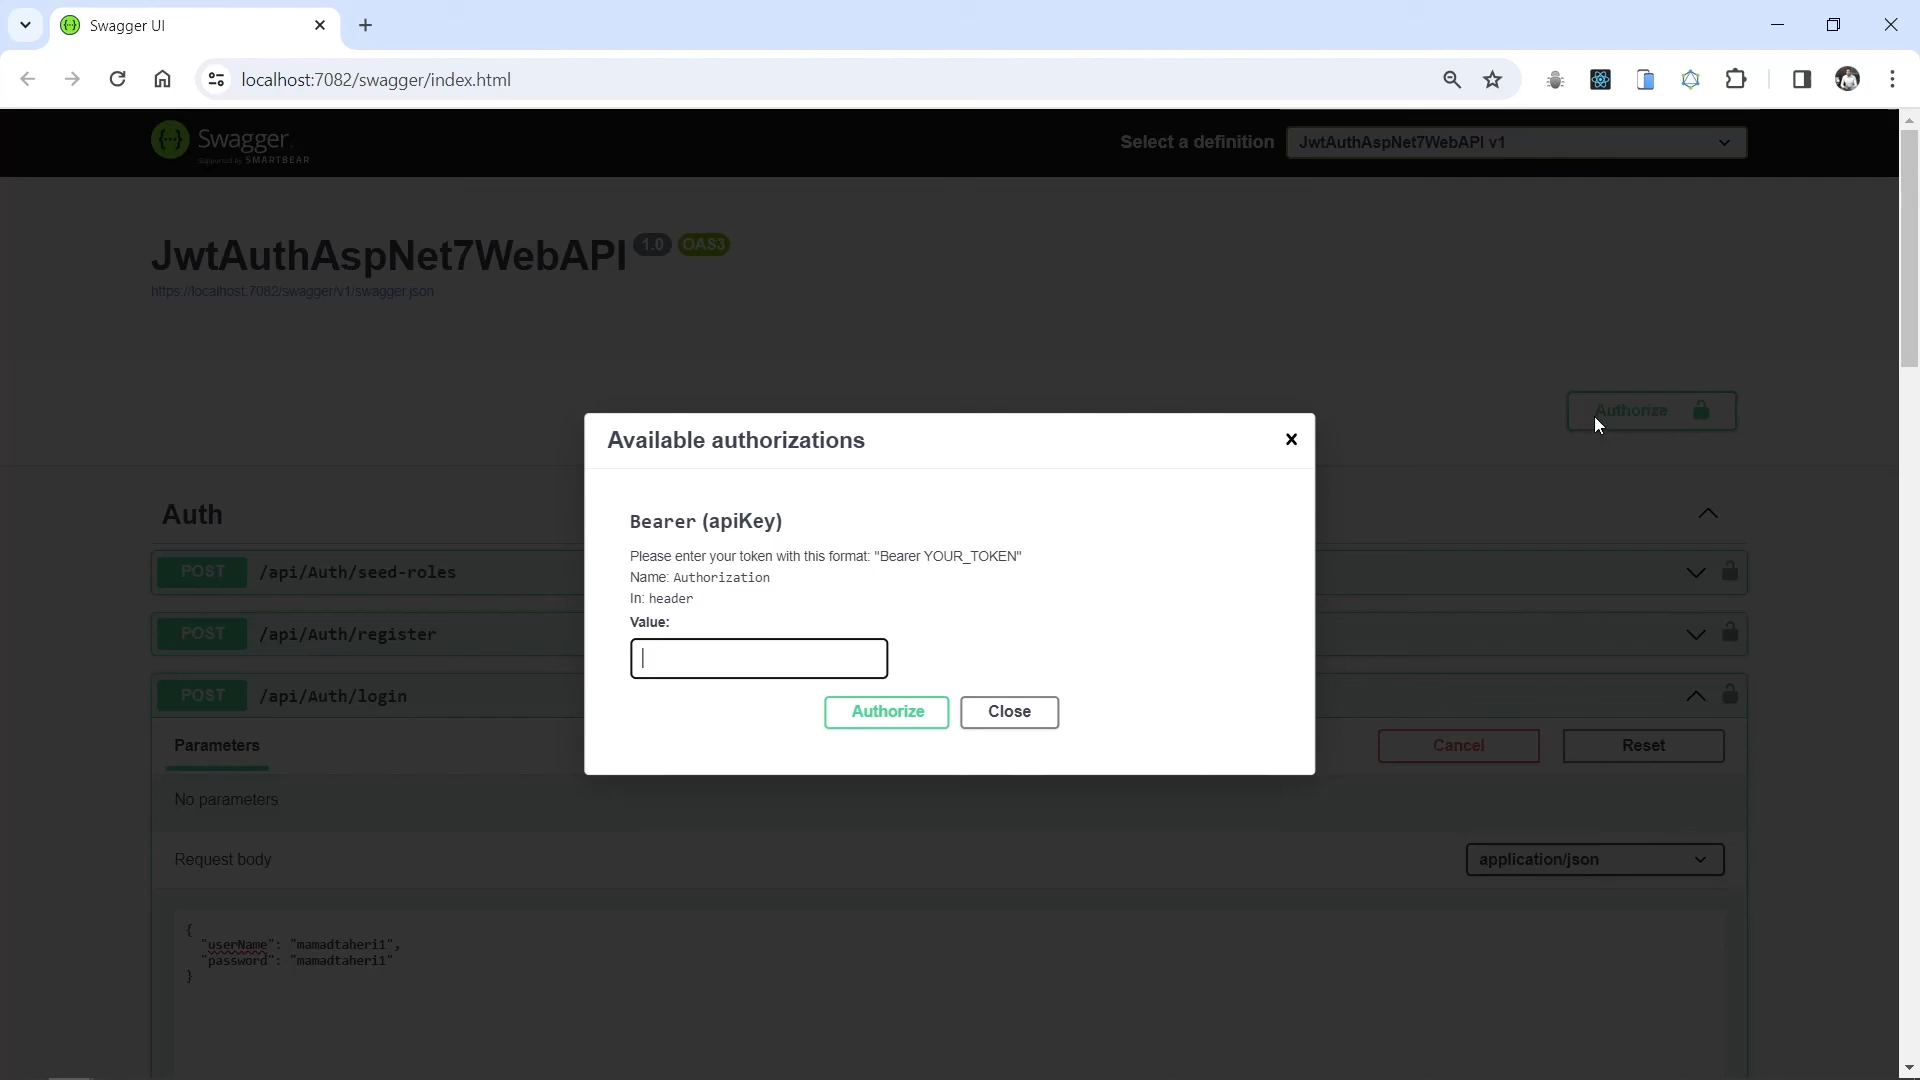 Swagger UI
localhost:7082/swagger/index.html
Swagger
Supported by SMARTBEAR
Select a definition
JwtAuthAspNet7WebAPI v1
JwtAuthAspNet7WebAPI 1.0 OAS3
https://localhost:7082/swagger/v1/swagger.json
Authorize
Available authorizations
Bearer (apiKey)
Please enter your token with this format: "Bearer YOUR_TOKEN"
Name: Authorization
In: header
Value:
Authorize
Close
Auth
POST /api/Auth/seed-roles
POST /api/Auth/register
POST /api/Auth/login
Parameters
Cancel
Reset
No parameters
Request body
application/json
{
"userName": "mamadtaheri1",
"password": "mamadtaheri1"
}